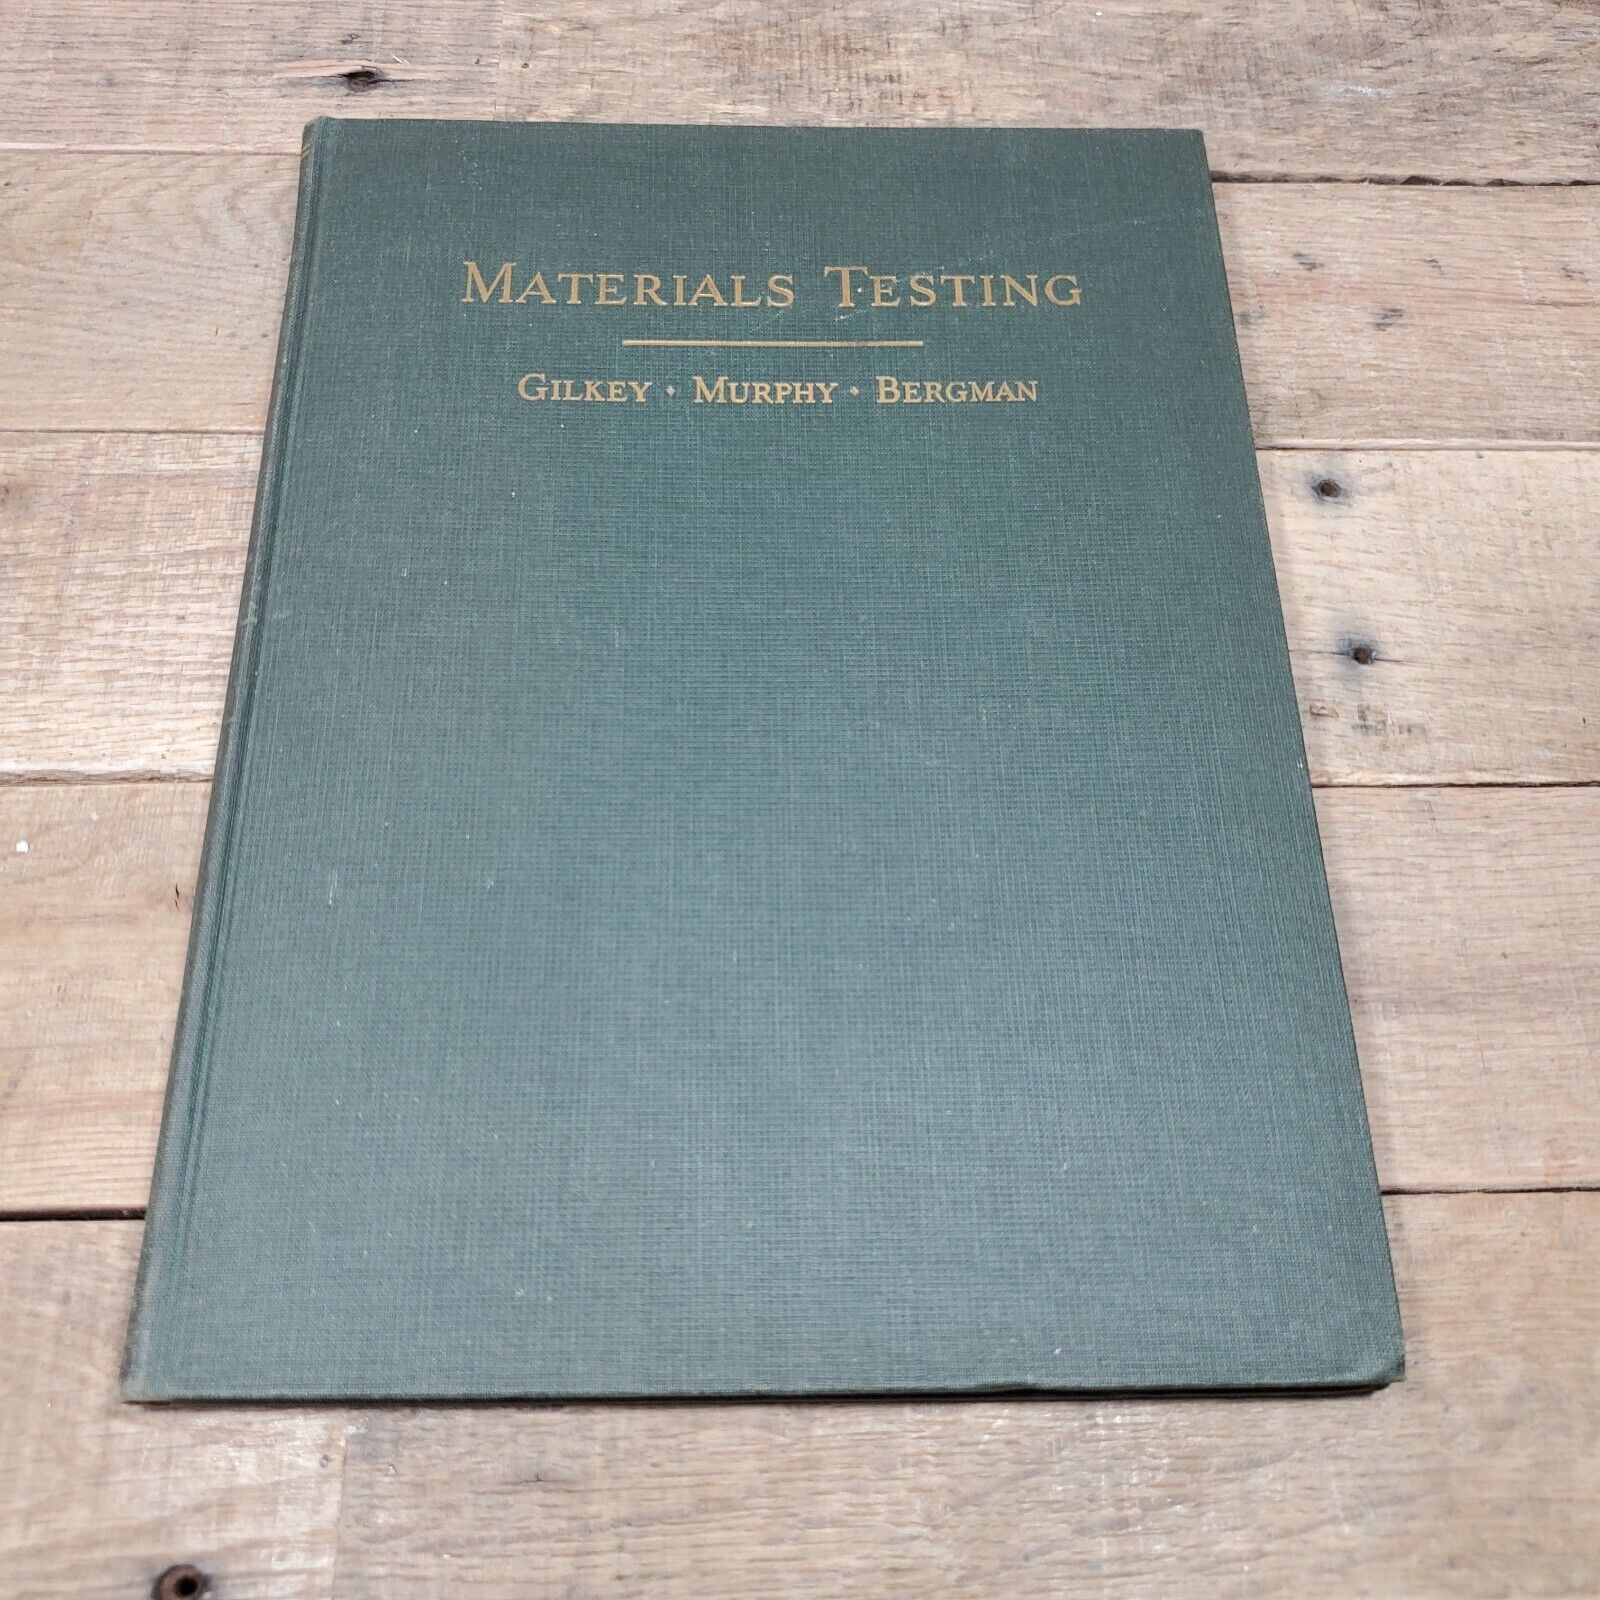 MATERIALS TESTING
GILKEY · MURPHY · BERGMAN